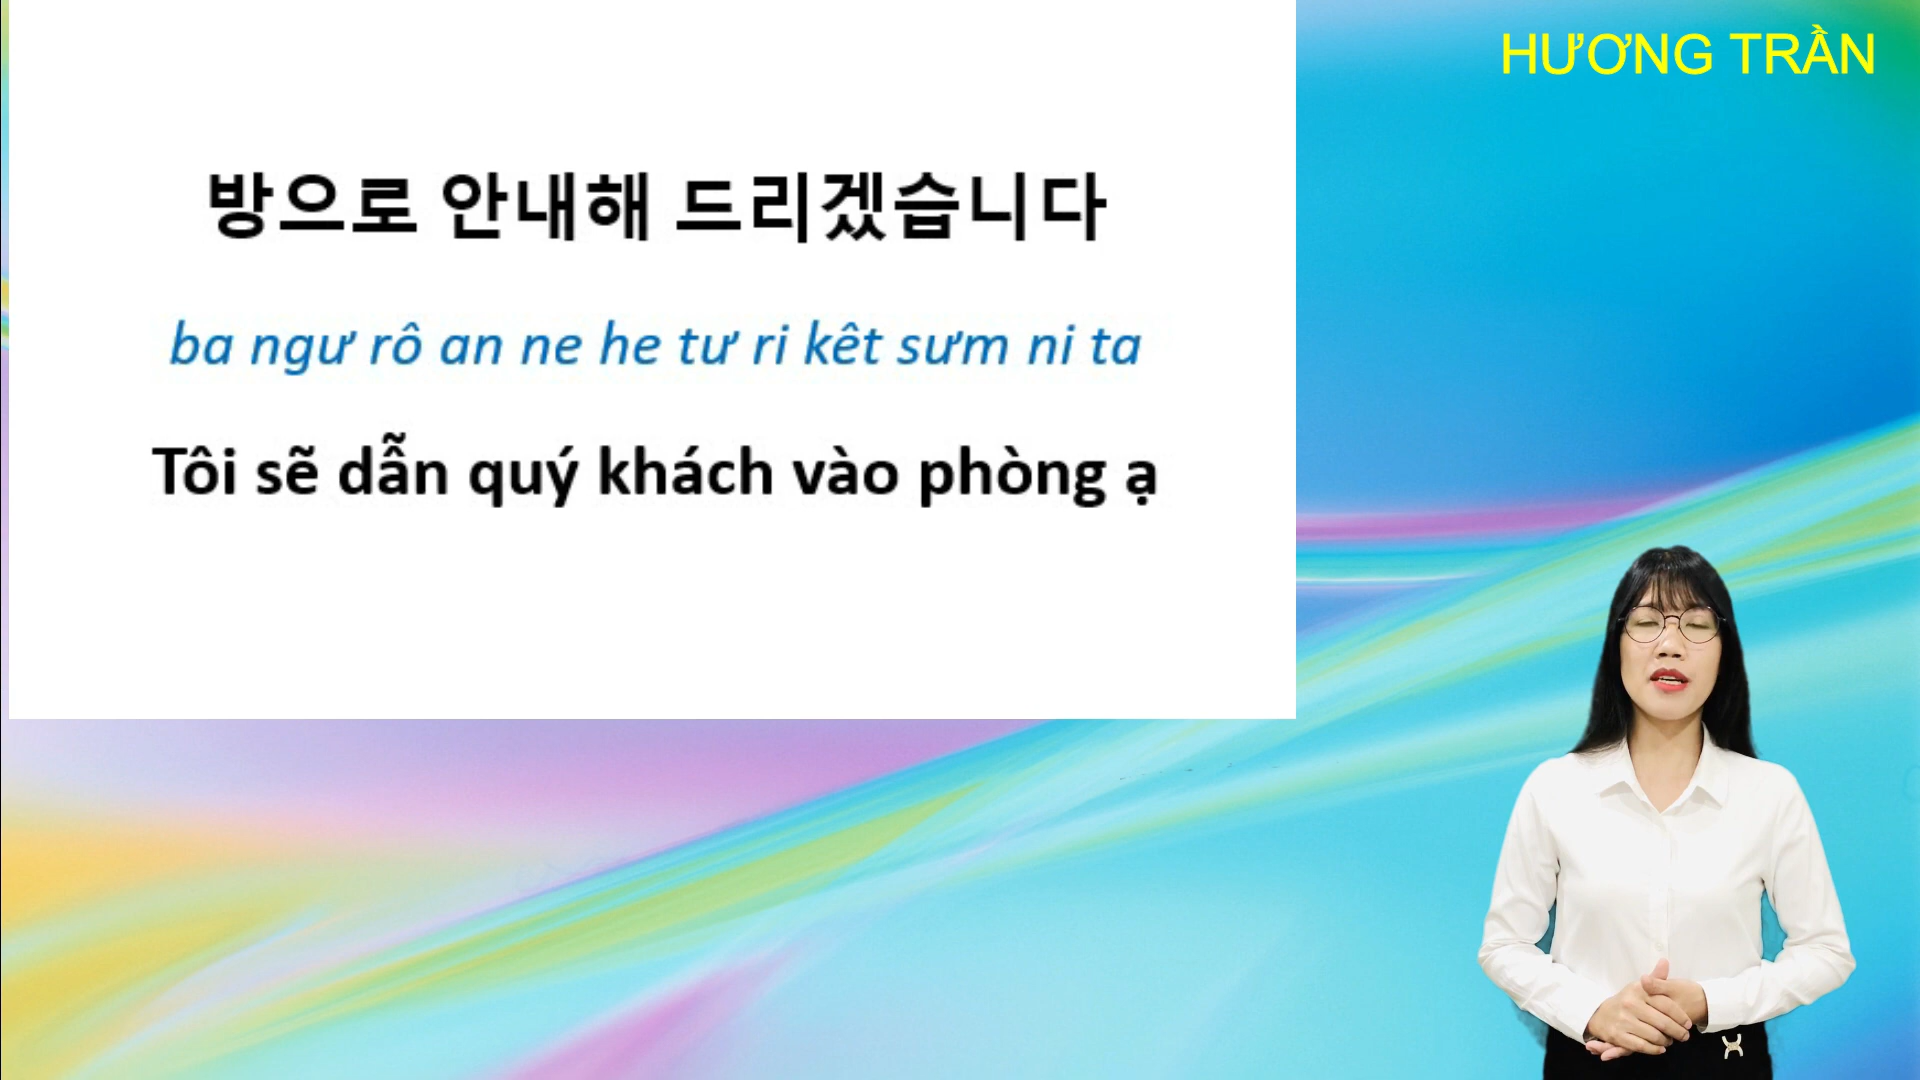 HƯƠNG TRẦN
방으로 안내해 드리겠습니다
ba ngư rô an ne he tư ri kêt sưm ni ta
Tôi sẽ dẫn quý khách vào phòng ạ